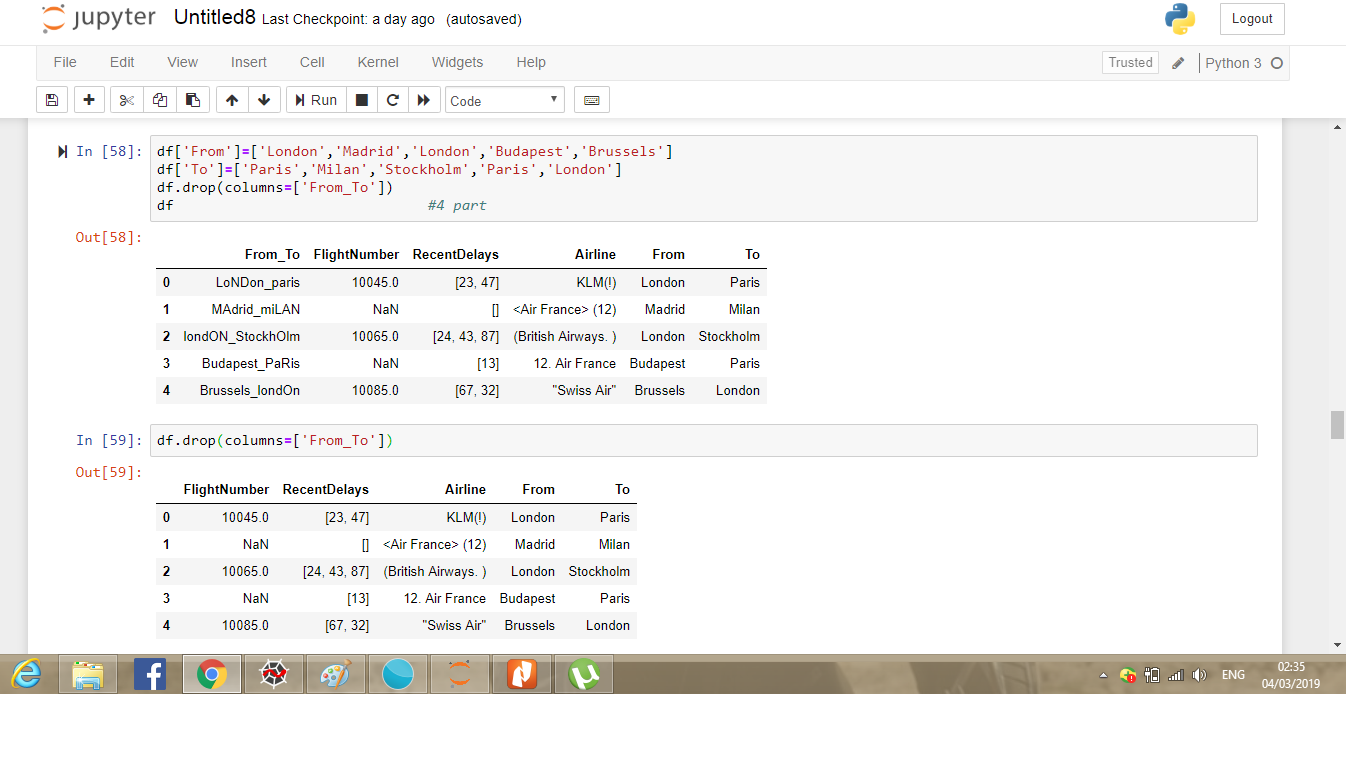 jupyter Untitled8 Last Checkpoint: a day ago (autosaved)
Logout
File Edit View Insert Cell Kernel Widgets Help
Trusted
Python 3
Run
Code
In [58]:
df['From']=['London','Madrid','London','Budapest','Brussels']
df['To']=['Paris','Milan','Stockholm','Paris','London']
df.drop(columns=['From_To'])
df #4 part
Out[58]:
From_To FlightNumber RecentDelays Airline From To
0 LoNDon_paris 10045.0 [23, 47] KLM(!) London Paris
1 MAdrid_miLAN NaN [] <Air France> (12) Madrid Milan
2 londON_StockhOlm 10065.0 [24, 43, 87] (British Airways. ) London Stockholm
3 Budapest_PaRis NaN [13] 12. Air France Budapest Paris
4 Brussels_londOn 10085.0 [67, 32] "Swiss Air" Brussels London
In [59]: df.drop(columns=['From_To'])
Out[59]:
FlightNumber RecentDelays Airline From To
0 10045.0 [23, 47] KLM(!) London Paris
1 NaN [] <Air France> (12) Madrid Milan
2 10065.0 [24, 43, 87] (British Airways. ) London Stockholm
3 NaN [13] 12. Air France Budapest Paris
4 10085.0 [67, 32] "Swiss Air" Brussels London
ENG
02:35
04/03/2019